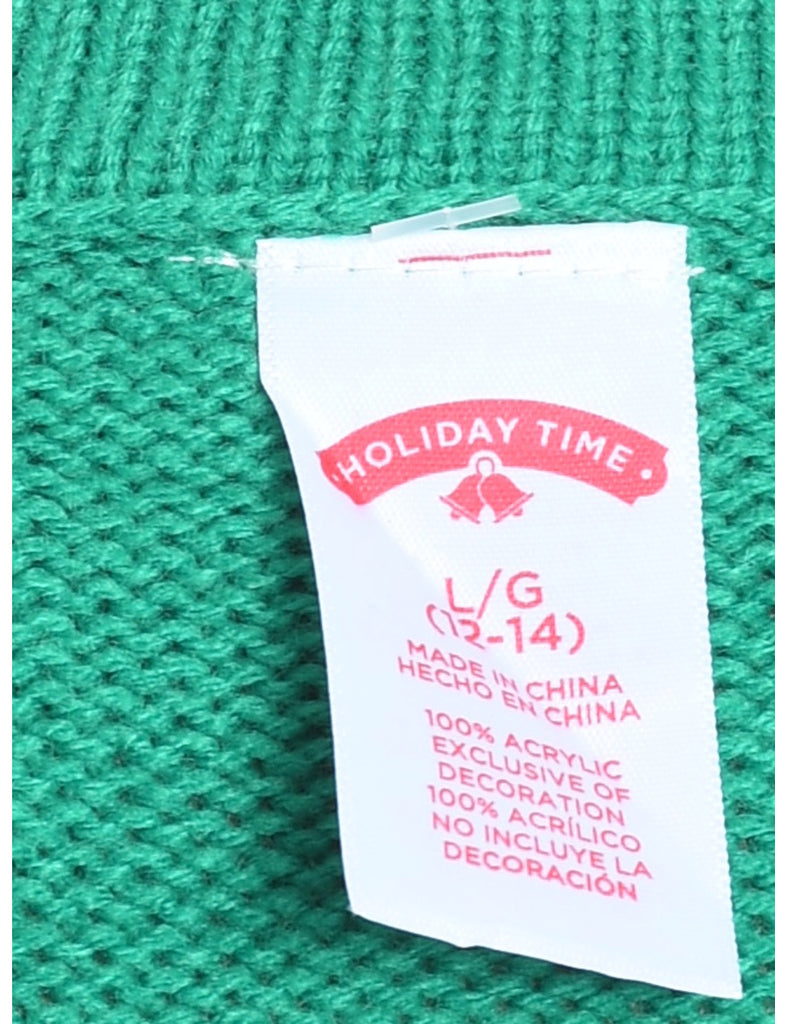 HOLIDAY TIME
L/G
(12-14)
MADE IN CHINA
HECHO EN CHINA
100% ACRYLIC
EXCLUSIVE OF
DECORATION
100% ACRÍLICO
NO INCLUYE LA
DECORACIÓN